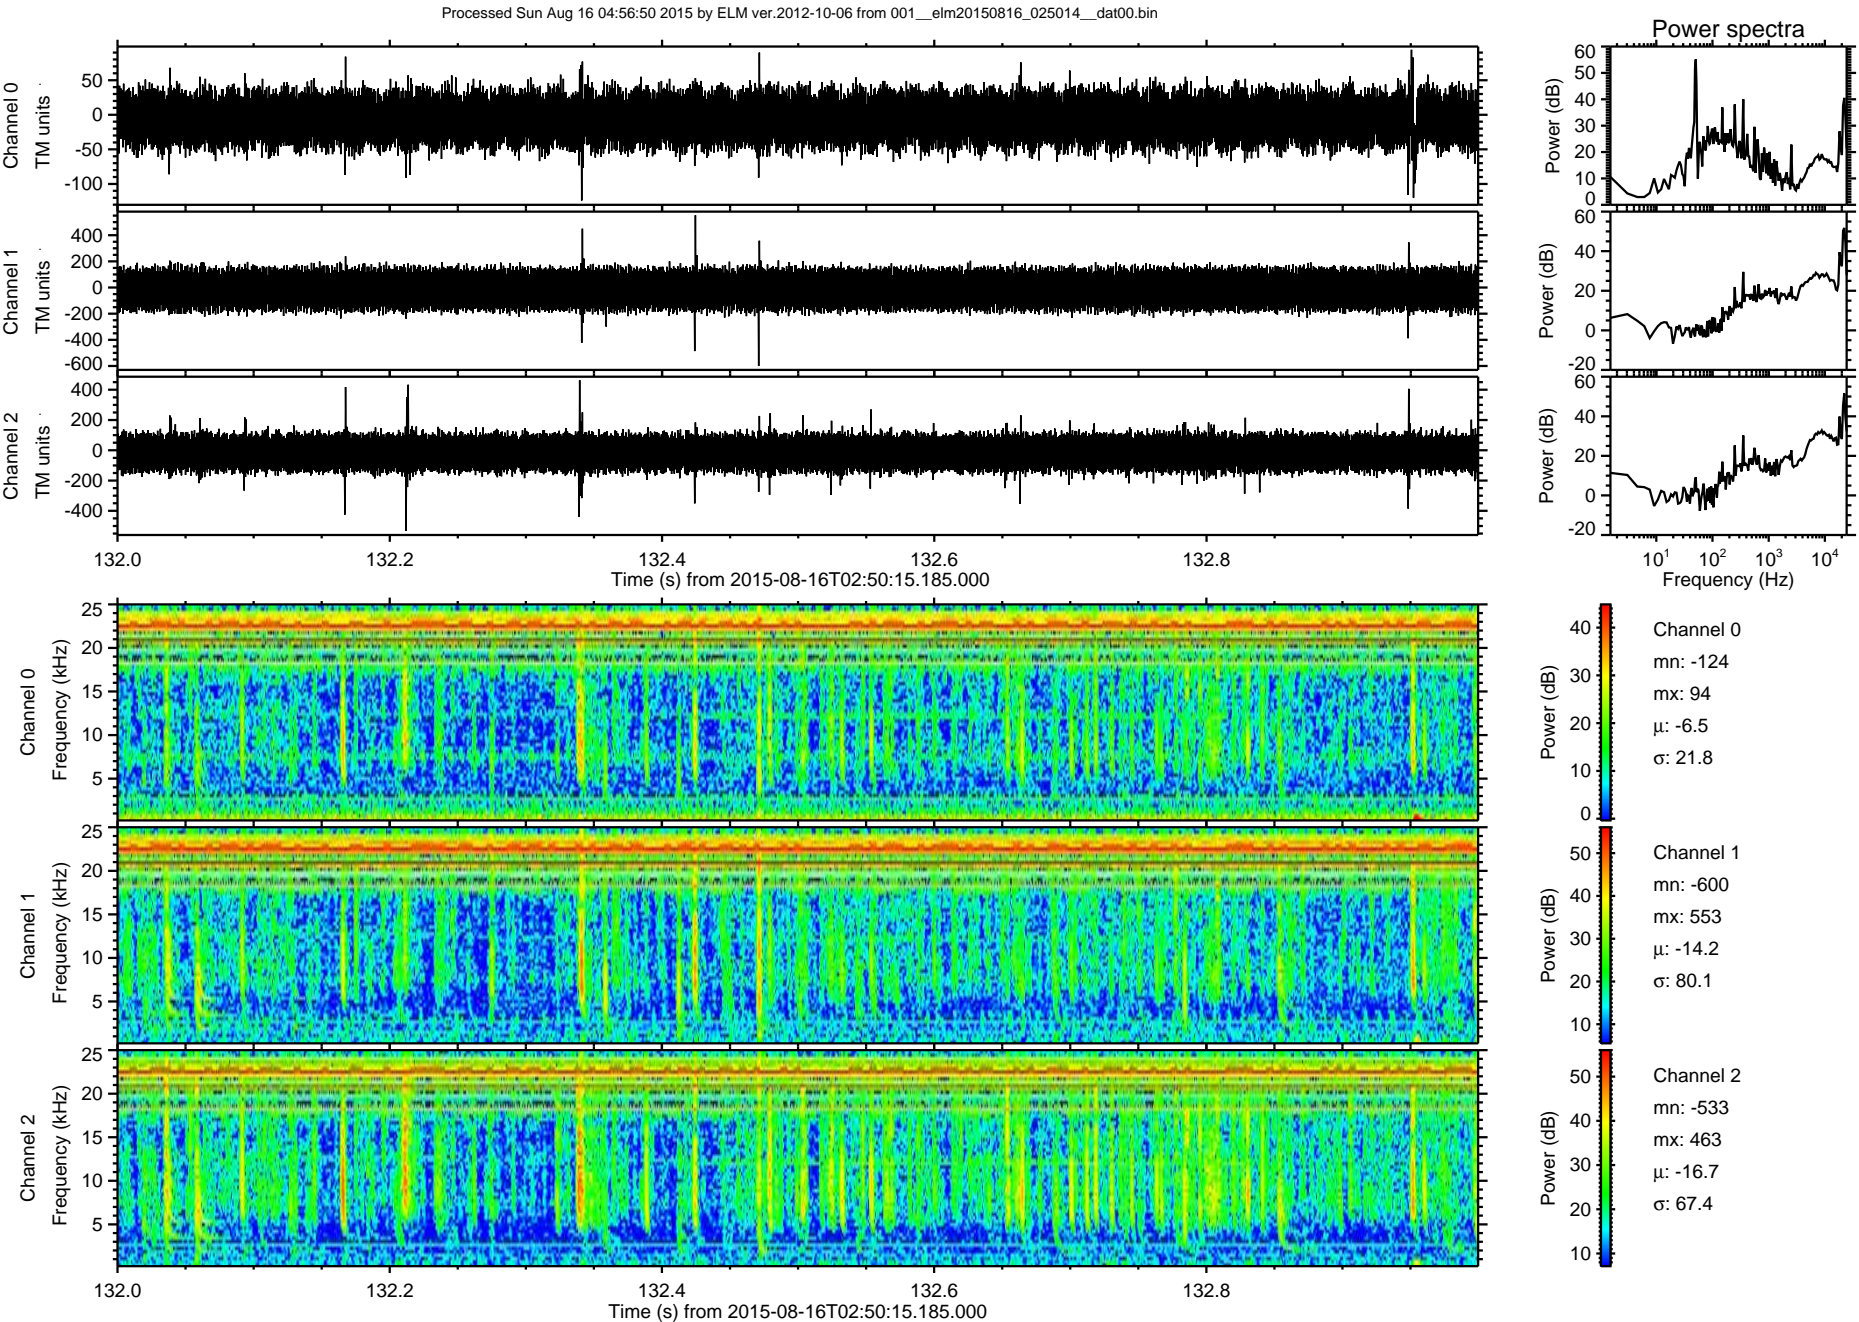 Processed Sun Aug 16 04:56:50 2015 by ELM ver.2012-10-06 from 001__elm20150816_025014__dat00.bin
Power spectra
Channel 0
TM units
50
0
-50
-100
Power (dB)
60
50
40
30
20
10
0
Channel 1
TM units
400
200
0
-200
-400
-600
Power (dB)
60
40
20
0
-20
Channel 2
TM units
400
200
0
-200
-400
Power (dB)
60
40
20
0
-20
132.0 132.2 132.4 132.6 132.8
Time (s) from 2015-08-16T02:50:15.185.000
10¹ 10² 10³ 10⁴
Frequency (Hz)
Channel 0
Frequency (kHz)
25
20
15
10
5
Power (dB)
40
30
20
10
0
Channel 0
mn: -124
mx: 94
μ: -6.5
σ: 21.8
Channel 1
Frequency (kHz)
25
20
15
10
5
Power (dB)
50
40
30
20
10
Channel 1
mn: -600
mx: 553
μ: -14.2
σ: 80.1
Channel 2
Frequency (kHz)
25
20
15
10
5
Power (dB)
50
40
30
20
10
Channel 2
mn: -533
mx: 463
μ: -16.7
σ: 67.4
132.0 132.2 132.4 132.6 132.8
Time (s) from 2015-08-16T02:50:15.185.000